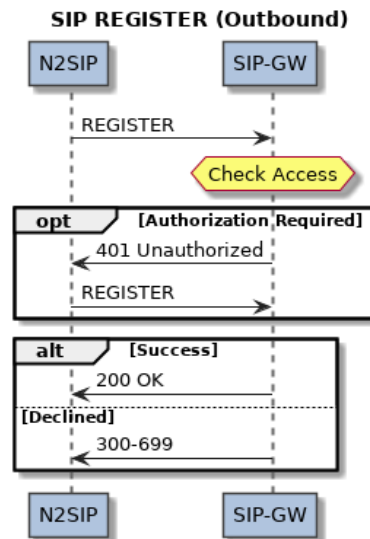 SIP REGISTER (Outbound)
N2SIP SIP-GW
REGISTER
Check Access
opt [Authorization Required]
401 Unauthorized
REGISTER
alt [Success]
200 OK
[Declined]
300-699
N2SIP SIP-GW